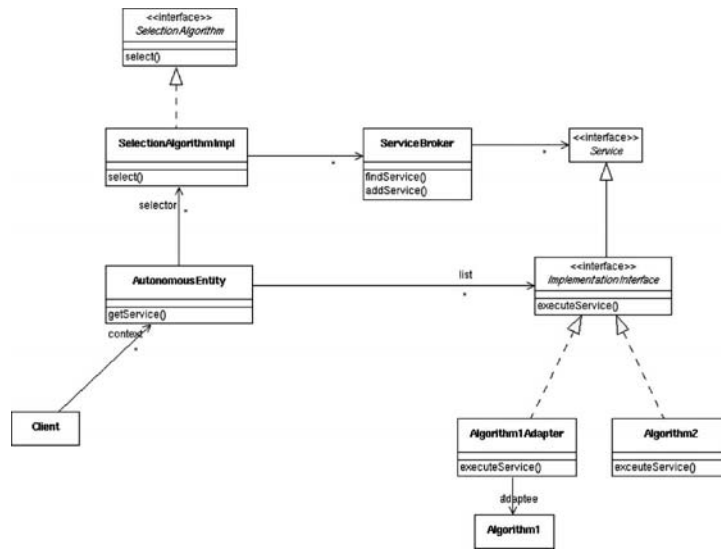 <<interface>>
SelectionAlgorithm
select()
SelectionAlgorithmImpl
select()
*
ServiceBroker
findService()
addService()
*
<<interface>>
Service
selector
*
AutonomousEntity
getService()
context
*
list
*
<<interface>>
ImplementationInterface
executeService()
Client
Algorithm1Adapter
executeService()
Algorithm2
exceuteService()
adaptee
Algorithm1